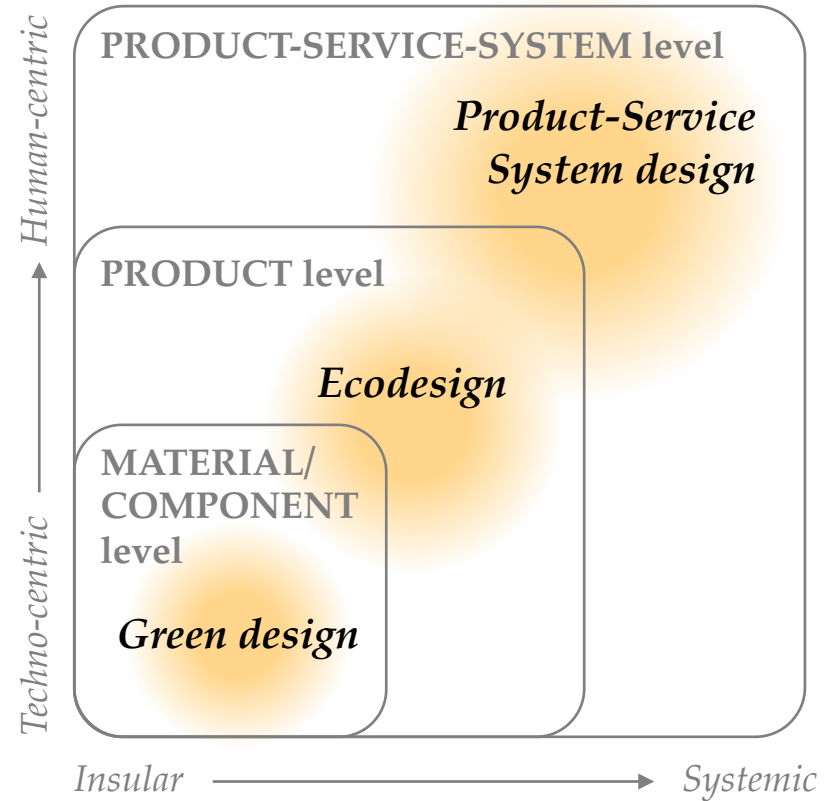 PRODUCT-SERVICE-SYSTEM level
Product-Service
System design
PRODUCT level
Ecodesign
MATERIAL/
COMPONENT
level
Green design
Human-centric
Techno-centric
Insular
Systemic